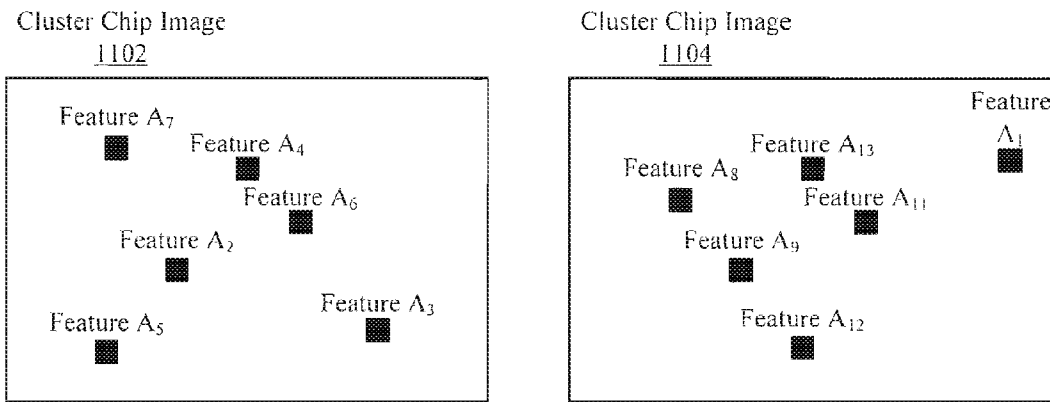 Cluster Chip Image
1102
Feature A₇
Feature A₄
Feature A₆
Feature A₂
Feature A₃
Feature A₅
Cluster Chip Image
1104
Feature
A₁
Feature A₁₃
Feature A₈
Feature A₁₁
Feature A₉
Feature A₁₂